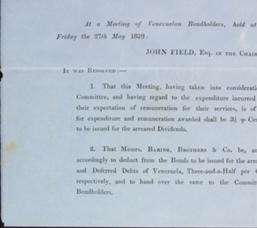 At a Meeting of Venezuelan Bondholders, held at
Friday the 27th May 1859:
JOHN FIELD, Esq. IN THE CHAIR
IT WAS RESOLVED:—
1. That this Meeting, having taken into considerati
Committee, and having regard to the expenditure incurred
their expectation of remuneration for their services, is of
for expenditure and remuneration awarded shall be 3½ Ce
to be issued for the arreared Dividends.
2. That Messrs. BARING, BROTHERS & Co. be, an
accordingly to deduct from the Bonds to be issued for the arre
and Deferred Debts of Venezuela, Three-and-a-Half per
respectively, and to hand over the same to the Committ
Bondholders.